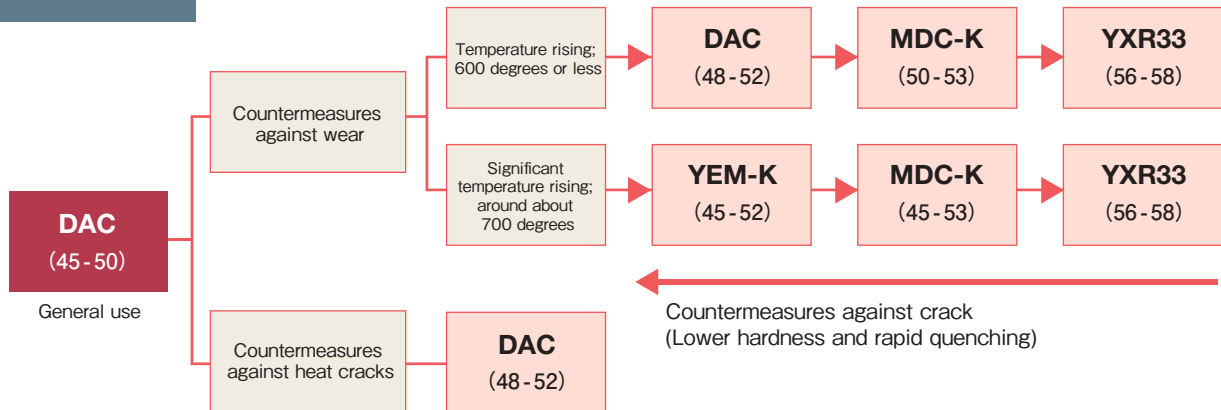 Temperature rising;
600 degrees or less
DAC
(48-52)
MDC-K
(50-53)
YXR33
(56-58)
Countermeasures
against wear
Significant
temperature rising;
around about
700 degrees
YEM-K
(45-52)
MDC-K
(45-53)
YXR33
(56-58)
DAC
(45-50)
General use
Countermeasures against crack
(Lower hardness and rapid quenching)
Countermeasures
against heat cracks
DAC
(48-52)